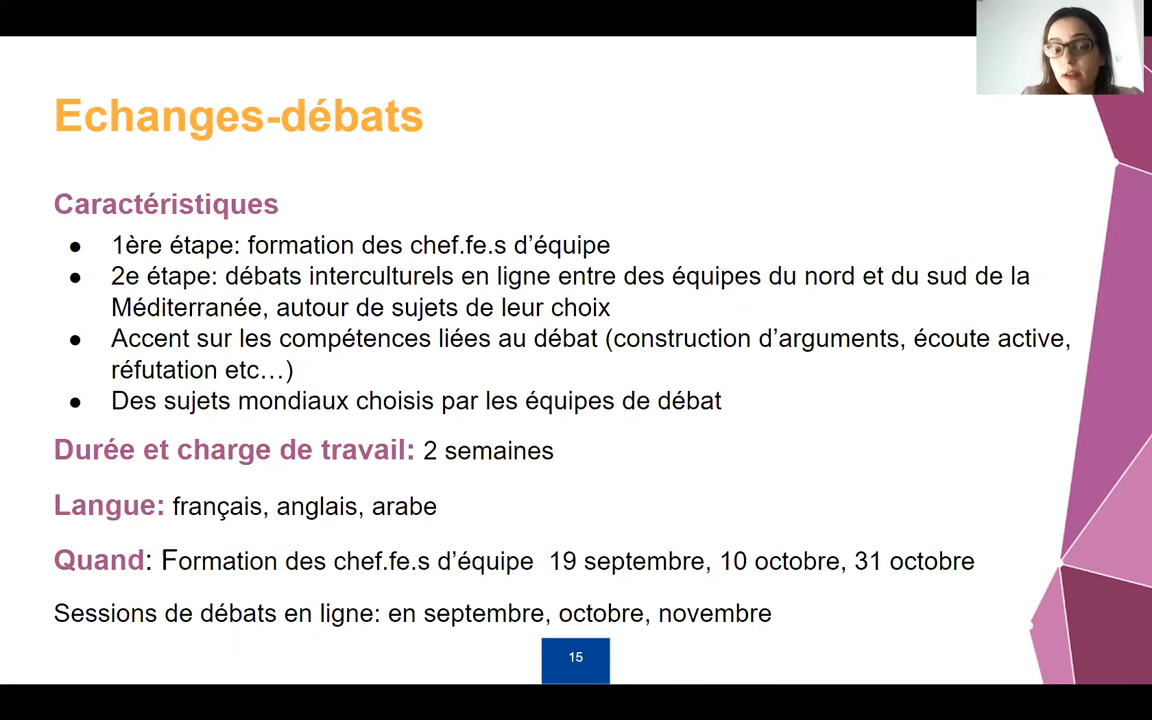 Echanges-débats
Caractéristiques
● 1ère étape: formation des chef.fe.s d’équipe
● 2e étape: débats interculturels en ligne entre des équipes du nord et du sud de la
Méditerranée, autour de sujets de leur choix
● Accent sur les compétences liées au débat (construction d’arguments, écoute active,
réfutation etc…)
● Des sujets mondiaux choisis par les équipes de débat
Durée et charge de travail: 2 semaines
Langue: français, anglais, arabe
Quand: Formation des chef.fe.s d’équipe 19 septembre, 10 octobre, 31 octobre
Sessions de débats en ligne: en septembre, octobre, novembre
15